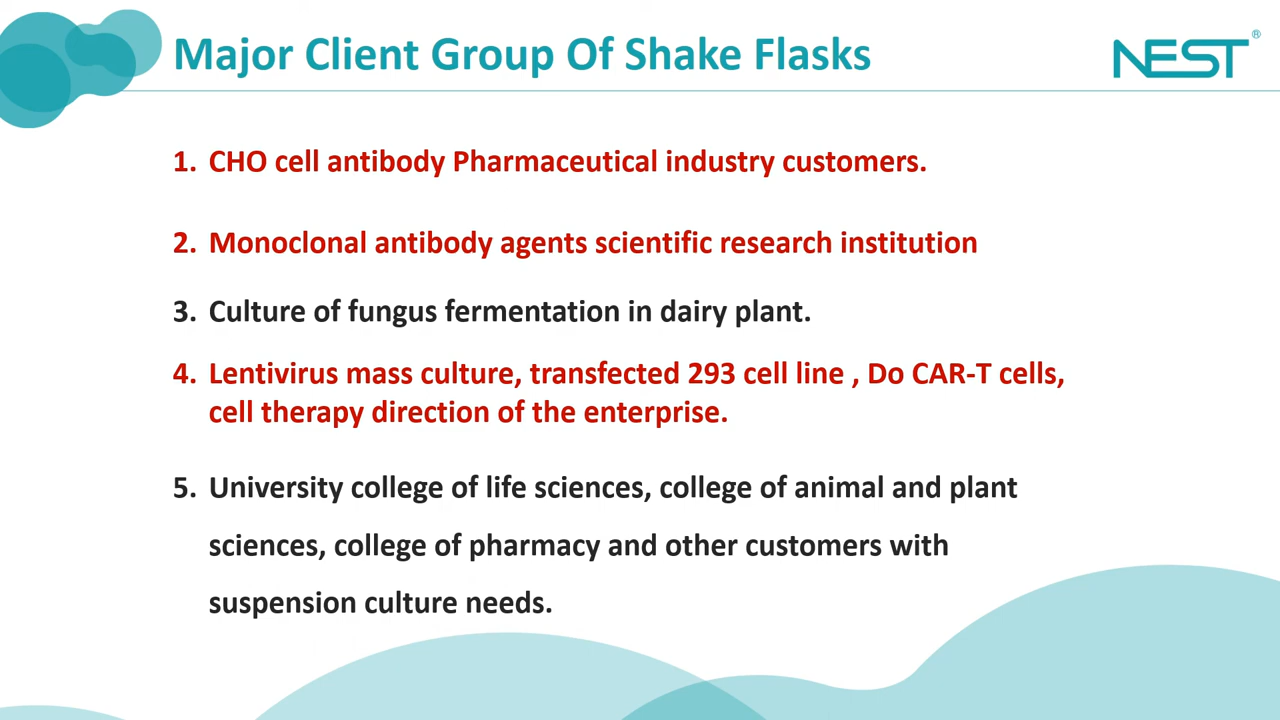 Major Client Group Of Shake Flasks
NEST®
1. CHO cell antibody Pharmaceutical industry customers.
2. Monoclonal antibody agents scientific research institution
3. Culture of fungus fermentation in dairy plant.
4. Lentivirus mass culture, transfected 293 cell line , Do CAR-T cells,
cell therapy direction of the enterprise.
5. University college of life sciences, college of animal and plant
sciences, college of pharmacy and other customers with
suspension culture needs.